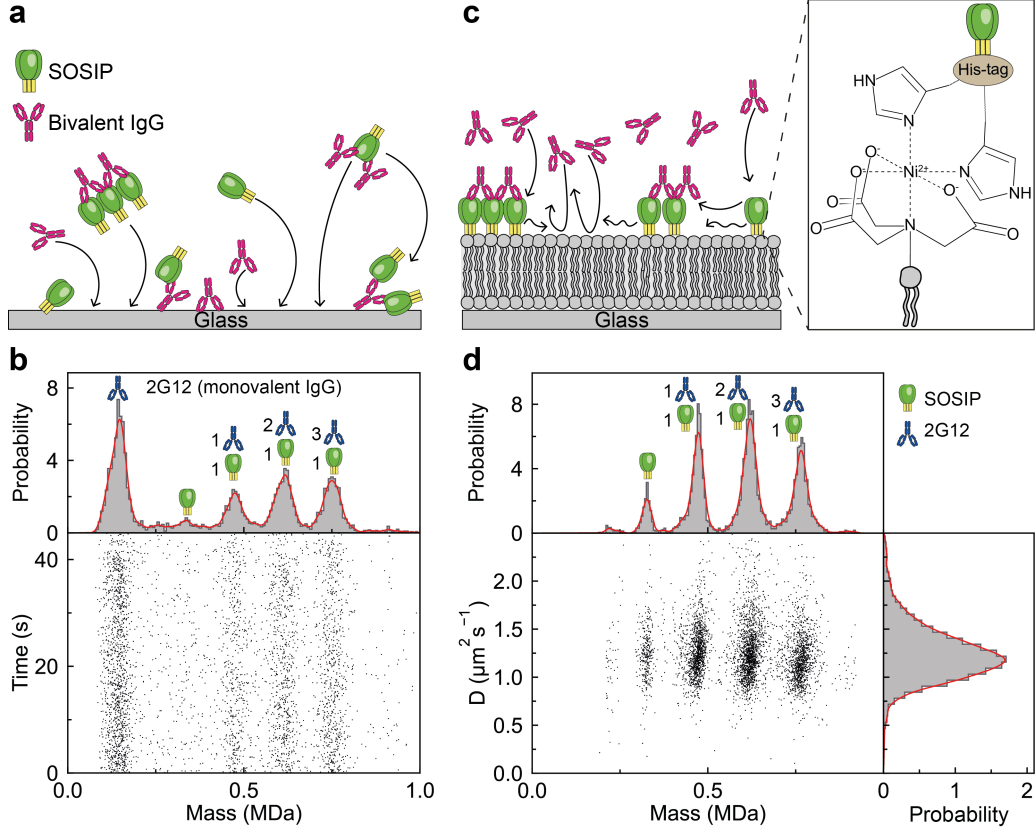 a
SOSIP
Bivalent IgG
Glass
c
Glass
His-tag
HN
N
O
O⁻
Ni²⁺
N
NH
O⁻
O
O
N
O
b
2G12 (monovalent IgG)
1
1
2
1
3
1
Probability
8
4
0
Time (s)
40
20
0
0.0
0.5
1.0
Mass (MDa)
d
1
1
2
1
3
1
SOSIP
2G12
Probability
8
4
0
D (µm² s⁻¹)
2.0
1.5
1.0
0.5
0.0
0.0
0.5
Mass (MDa)
0
1
2
Probability